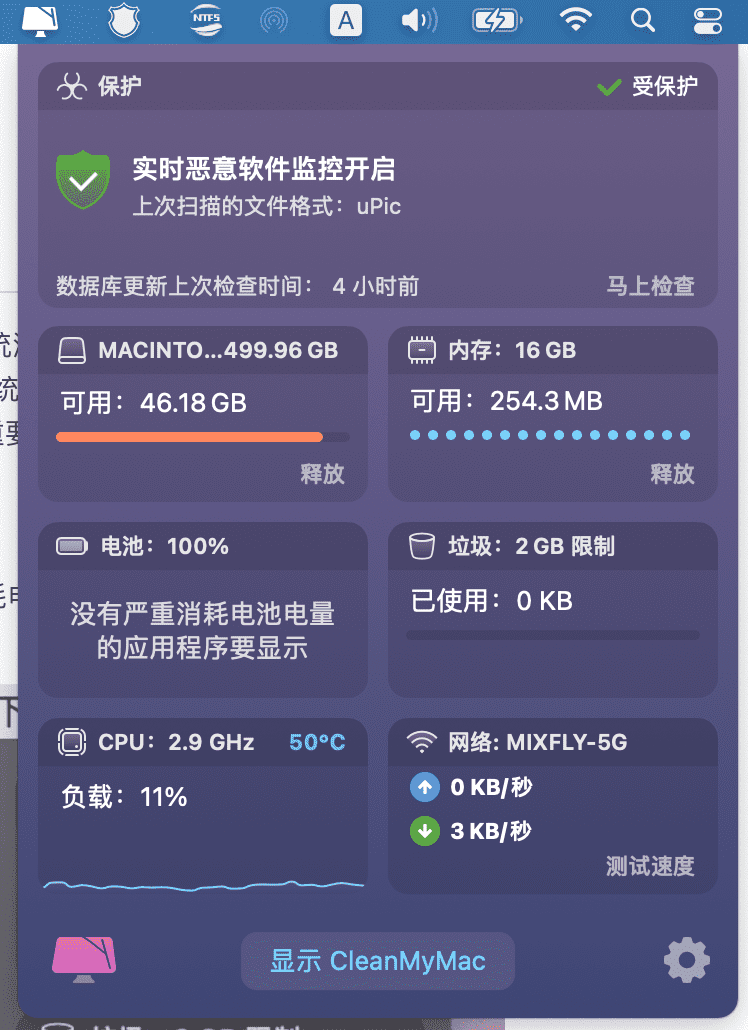 NTFS
A
保护
受保护
实时恶意软件监控开启
上次扫描的文件格式：uPic
数据库更新上次检查时间： 4 小时前
马上检查
MACINTO...499.96 GB
可用：46.18 GB
释放
内存：16 GB
可用：254.3 MB
释放
电池：100%
没有严重消耗电池电量
的应用程序要显示
垃圾：2 GB 限制
已使用：0 KB
CPU：2.9 GHz
50°C
负载：11%
网络: MIXFLY-5G
0 KB/秒
3 KB/秒
测试速度
显示 CleanMyMac